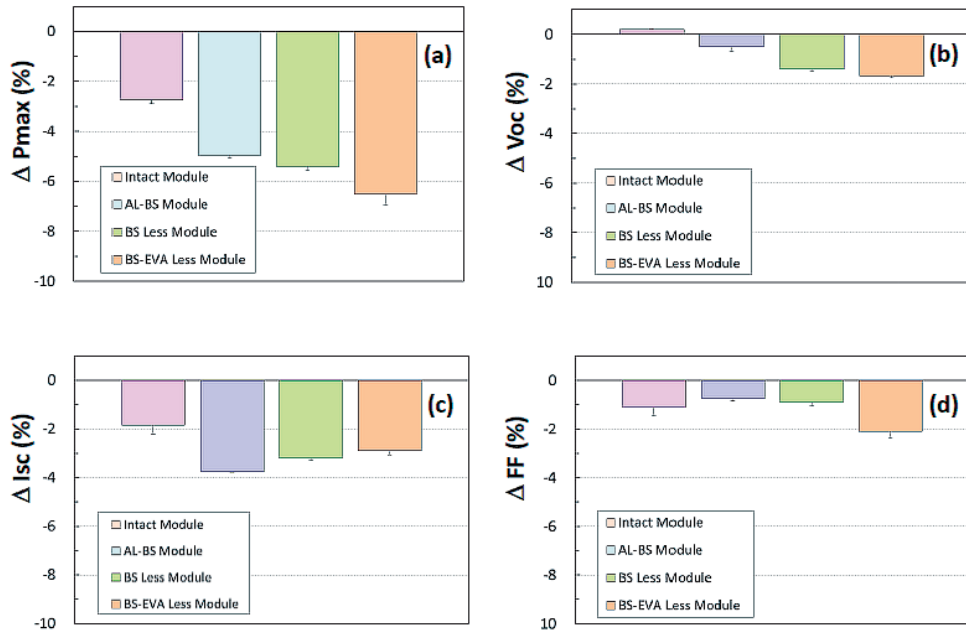 0
-2
-4
-6
-8
-10
Δ Pmax (%)
(a)
Intact Module
AL-BS Module
BS Less Module
BS-EVA Less Module
0
-2
-4
-6
-8
10
Δ Voc (%)
(b)
Intact Module
AL-BS Module
BS Less Module
BS-EVA Less Module
0
-2
-4
-6
-8
-10
Δ Isc (%)
(c)
Intact Module
AL-BS Module
BS Less Module
BS-EVA Less Module
0
-2
-4
-6
-8
10
Δ FF (%)
(d)
Intact Module
AL-BS Module
BS Less Module
BS-EVA Less Module